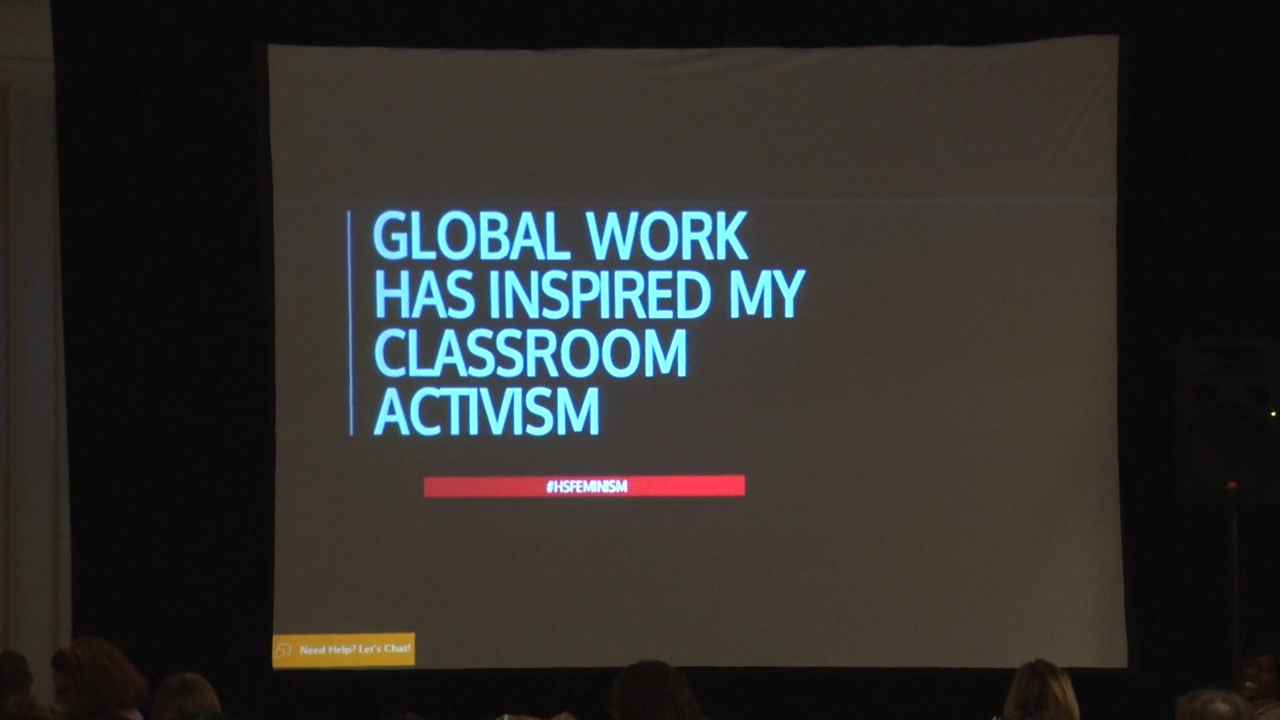 GLOBAL WORK
HAS INSPIRED MY
CLASSROOM
ACTIVISM
#HSFEMINISM
Need Help? Let's Chat!